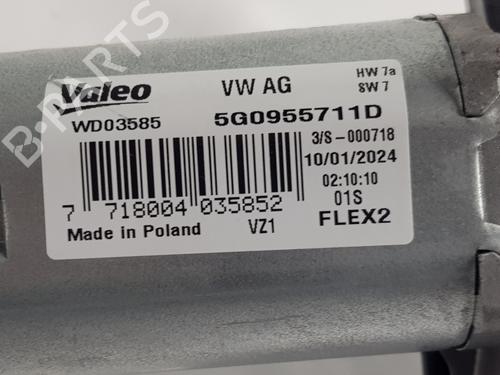 Valeo
VW AG
HW 7a
SW 7
WD03585
5G0955711D
3/S-000718
10/01/2024
02:10:10
01S
7 718004 035852
Made in Poland
VZ1
FLEX2
B-PARTS